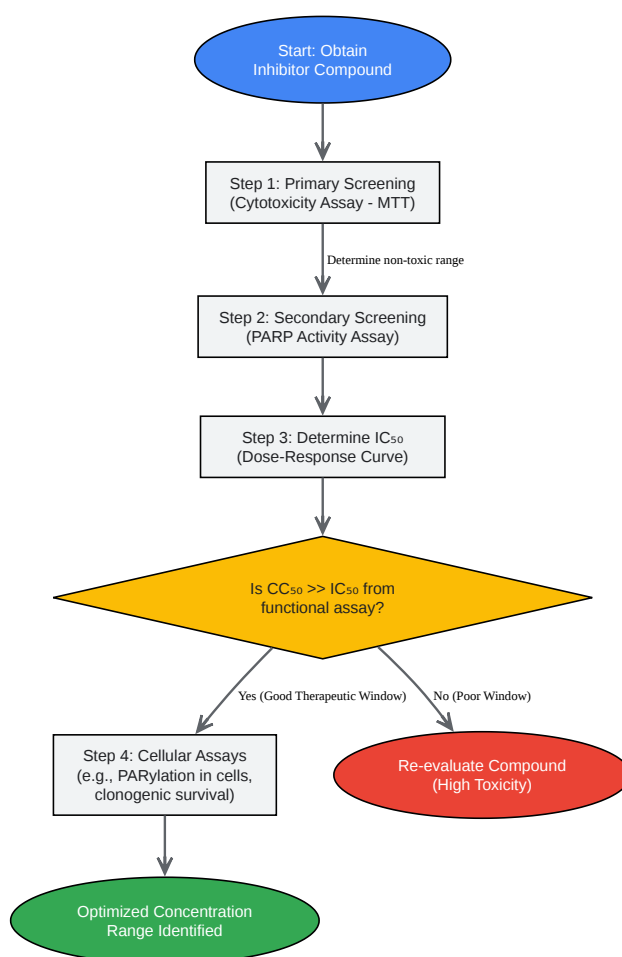 Start: Obtain
Inhibitor Compound
Step 1: Primary Screening
(Cytotoxicity Assay - MTT)
Determine non-toxic range
Step 2: Secondary Screening
(PARP Activity Assay)
Step 3: Determine IC₅₀
(Dose-Response Curve)
Is CC₅₀ >> IC₅₀ from
functional assay?
Yes (Good Therapeutic Window)
No (Poor Window)
Step 4: Cellular Assays
(e.g., PARylation in cells,
clonogenic survival)
Re-evaluate Compound
(High Toxicity)
Optimized Concentration
Range Identified